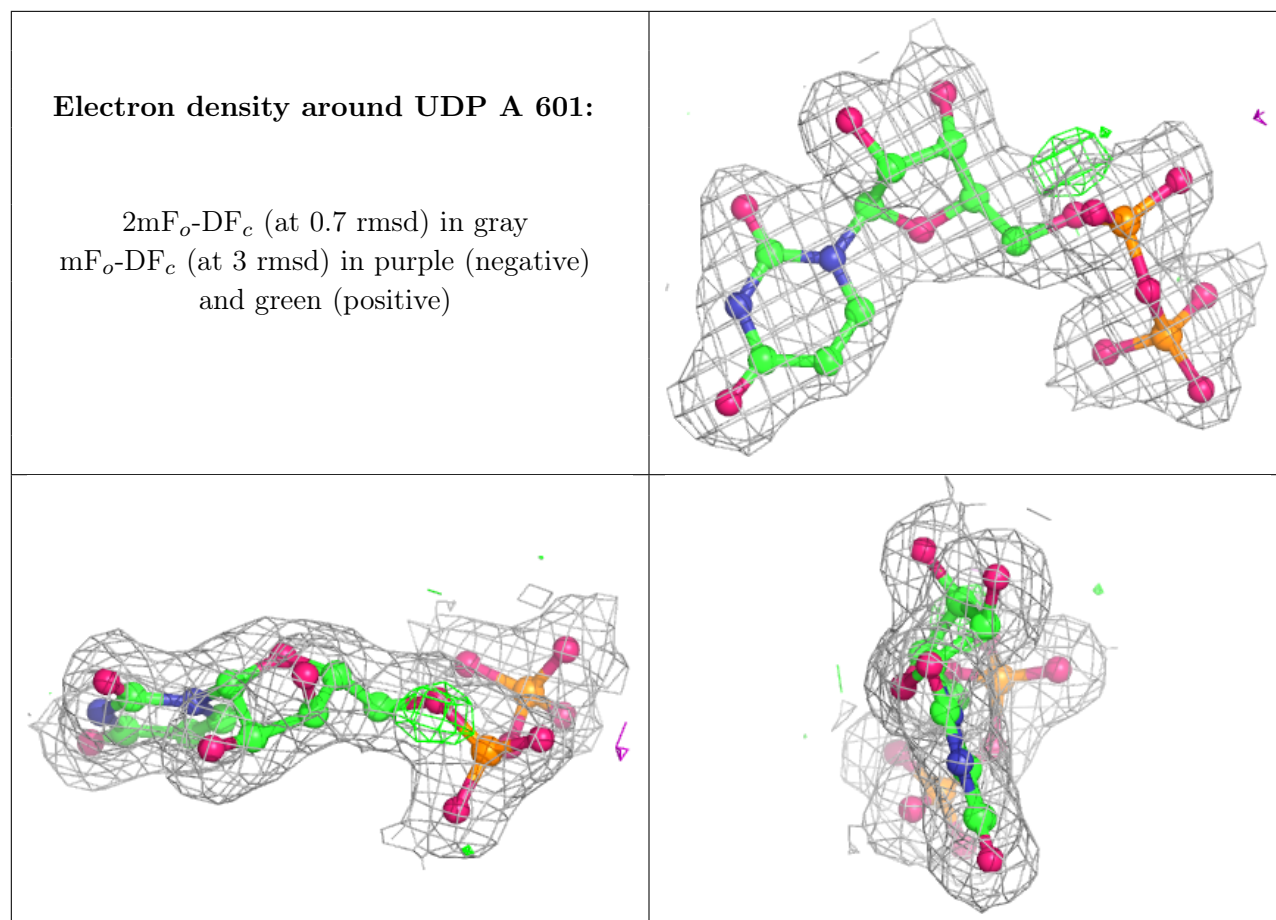 Electron density around UDP A 601:
2mFₒ-DF𝒸 (at 0.7 rmsd) in gray
mFₒ-DF𝒸 (at 3 rmsd) in purple (negative)
and green (positive)